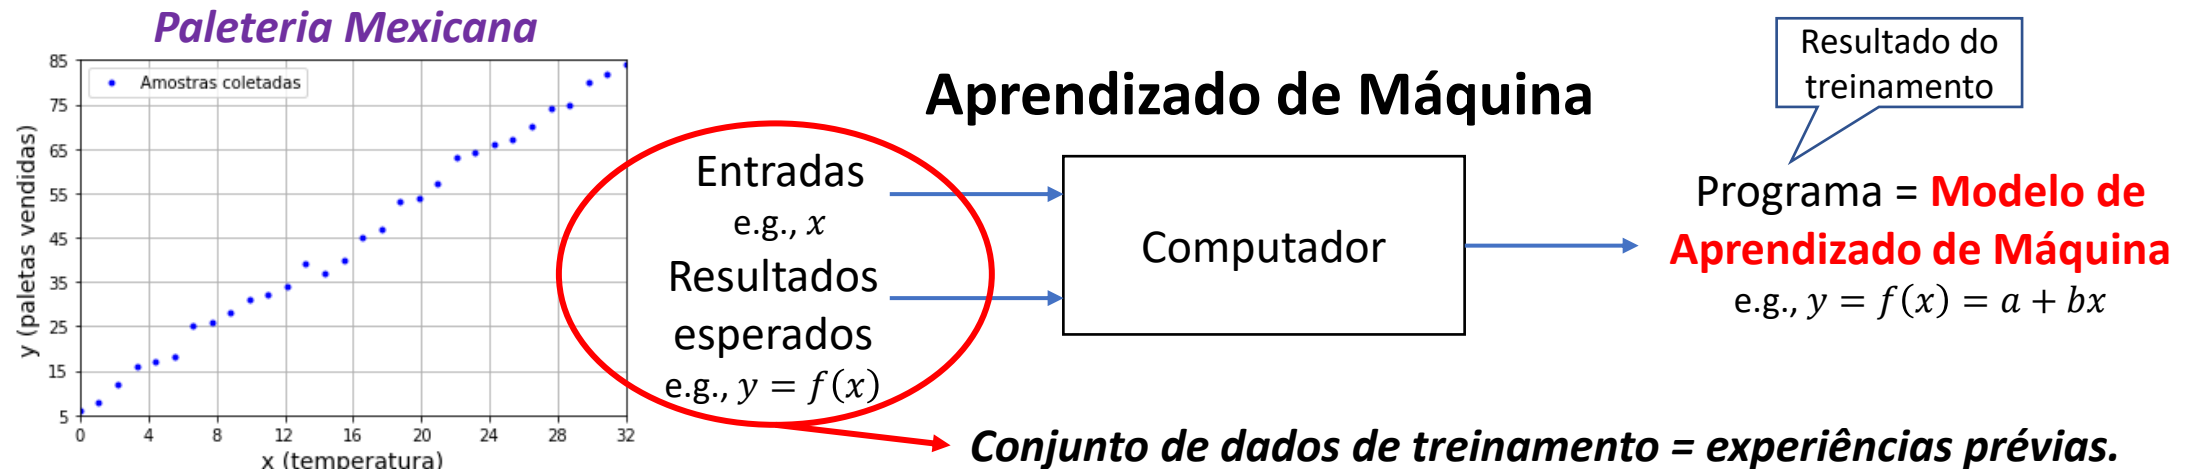 Paleteria Mexicana
85
75
65
55
45
35
25
15
5
y (paletas vendidas)
Amostras coletadas
0 4 8 12 16 20 24 28 32
x (temperatura)
Aprendizado de Máquina
Entradas
e.g., x
Resultados
esperados
e.g., y = f(x)
Computador
Resultado do
treinamento
Programa = Modelo de
Aprendizado de Máquina
e.g., y = f(x) = a + bx
Conjunto de dados de treinamento = experiências prévias.